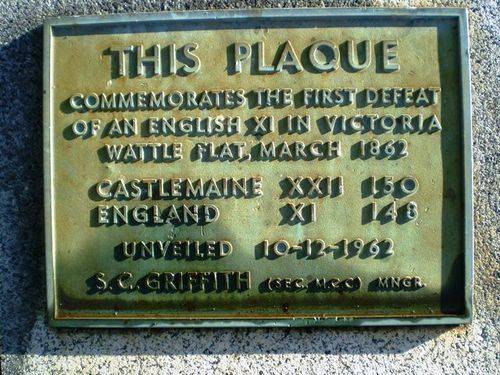 THIS PLAQUE
COMMEMORATES THE FIRST DEFEAT
OF AN ENGLISH XI IN VICTORIA
WATTLE FLAT, MARCH 1862
CASTLEMAINE XXII 150
ENGLAND XI 148
UNVEILED 10-12-1962
S.C. GRIFFITH (SEC. M.C.C) MNGR.